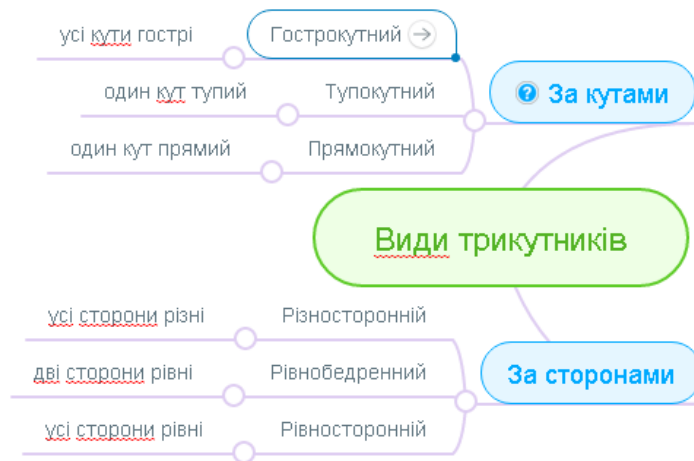 усі кути гострі
Гострокутний
один кут тупий
Тупокутний
За кутами
один кут прямий
Прямокутний
Види трикутників
усі сторони різні
Різносторонній
дві сторони рівні
Рівнобедренний
За сторонами
усі сторони рівні
Рівносторонній